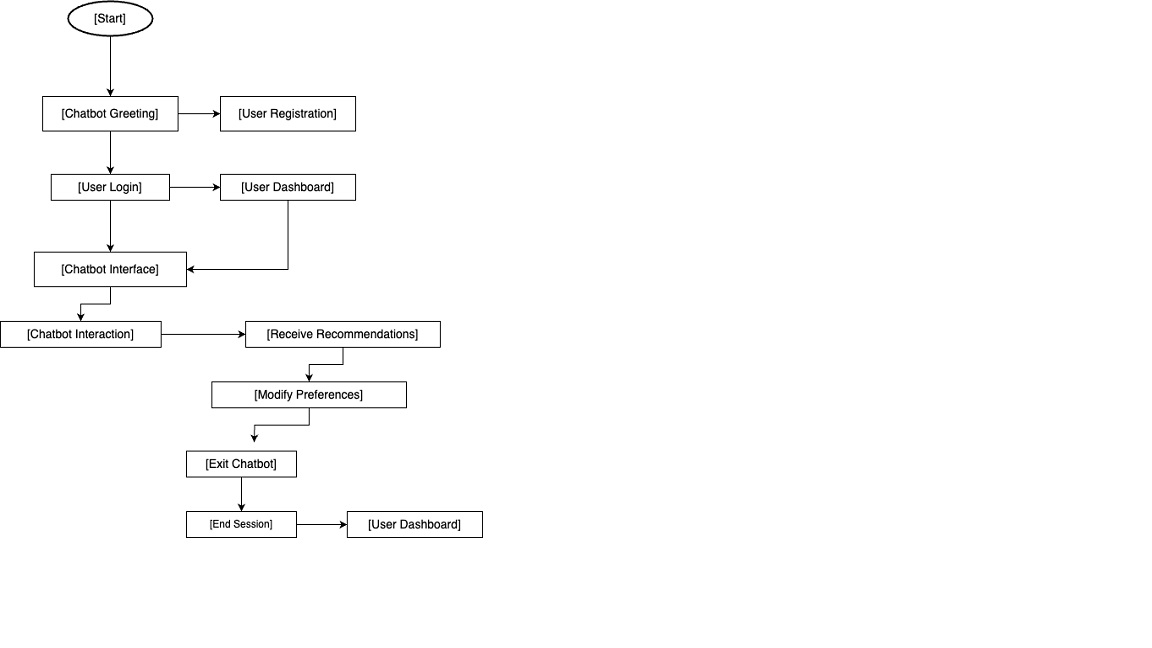 [Start]
[Chatbot Greeting]
[User Registration]
[User Login]
[User Dashboard]
[Chatbot Interface]
[Chatbot Interaction]
[Receive Recommendations]
[Modify Preferences]
[Exit Chatbot]
[End Session]
[User Dashboard]